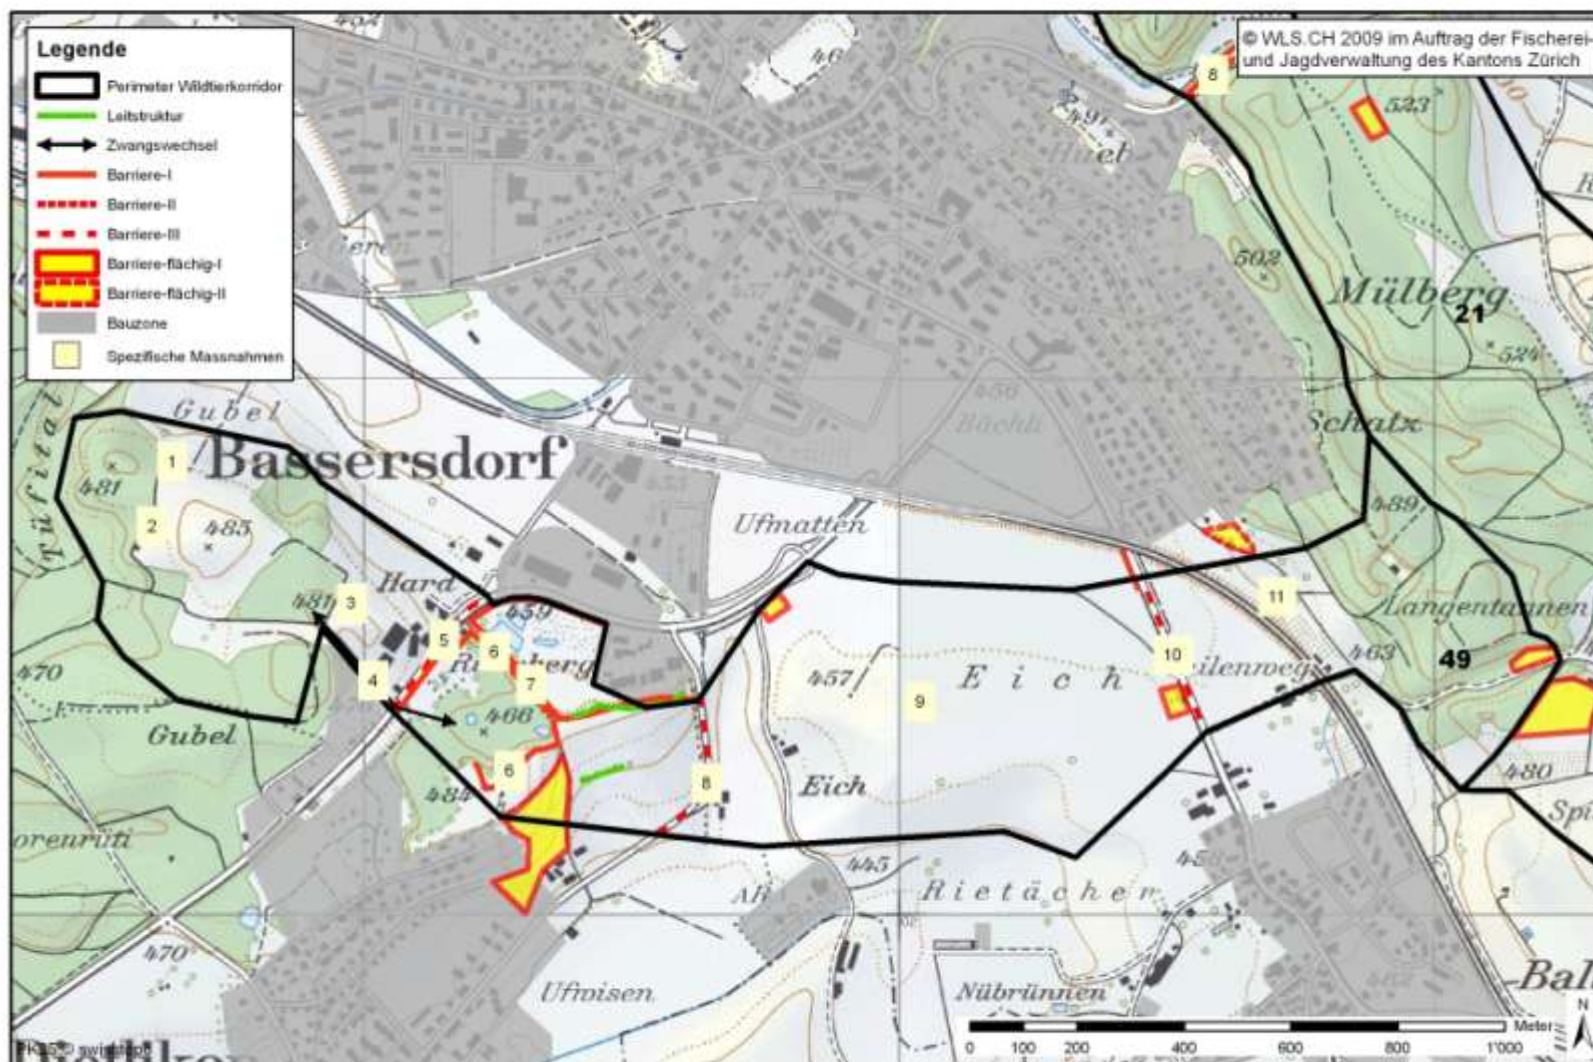 Legende
Perimeter Wildtierkorridor
Leitstruktur
Zwangswechsel
Barriere-I
Barriere-II
Barriere-III
Barriere-flächig-I
Barriere-flächig-II
Bauzone
Spezifische Massnahmen
© WLS.CH 2009 im Auftrag der Fischerei-
und Jagdverwaltung des Kantons Zürich
8
523
502
Mülberg
21
524
456
Bächli
Schatz
Gubel
Bassersdorf
Tüfital
1
481
2
485
Ufmatten
489
Hard
481
3
459
5
6
4
7
466
470
Gubel
457
9
Eich
10
11
Langentannen
463
49
6
484
8
Eich
480
445
Rietächer
470
Ufwisen
Nübrünnen
N
Meter
0 100 200 400 600 800 1'000